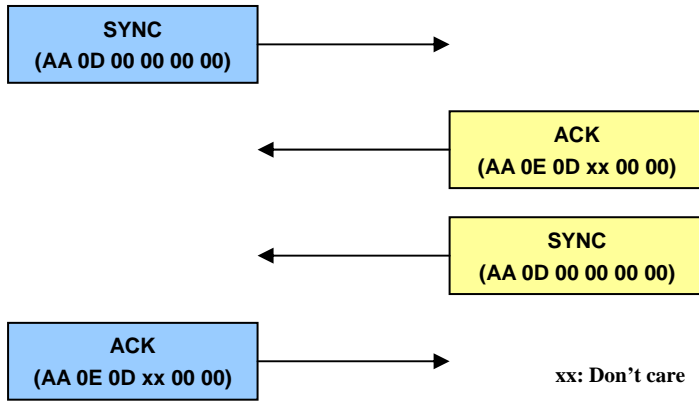 SYNC
(AA 0D 00 00 00 00)
ACK
(AA 0E 0D xx 00 00)
SYNC
(AA 0D 00 00 00 00)
ACK
(AA 0E 0D xx 00 00)
xx: Don't care